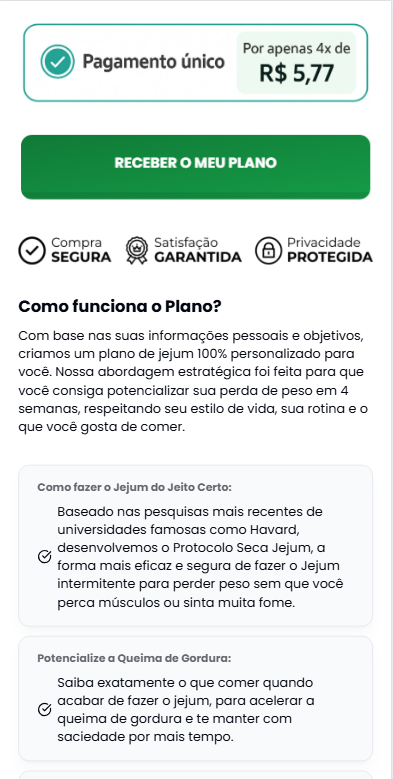 Pagamento único
Por apenas 4x de
R$ 5,77
RECEBER O MEU PLANO
Compra
SEGURA
Satisfação
GARANTIDA
Privacidade
PROTEGIDA
Como funciona o Plano?
Com base nas suas informações pessoais e objetivos,
criamos um plano de jejum 100% personalizado para
você. Nossa abordagem estratégica foi feita para que
você consiga potencializar sua perda de peso em 4
semanas, respeitando seu estilo de vida, sua rotina e o
que você gosta de comer.
Como fazer o Jejum do Jeito Certo:
Baseado nas pesquisas mais recentes de
universidades famosas como Havard,
desenvolvemos o Protocolo Seca Jejum, a
forma mais eficaz e segura de fazer o Jejum
intermitente para perder peso sem que você
perca músculos ou sinta muita fome.
Potencialize a Queima de Gordura:
Saiba exatamente o que comer quando
acabar de fazer o jejum, para acelerar a
queima de gordura e te manter com
saciedade por mais tempo.